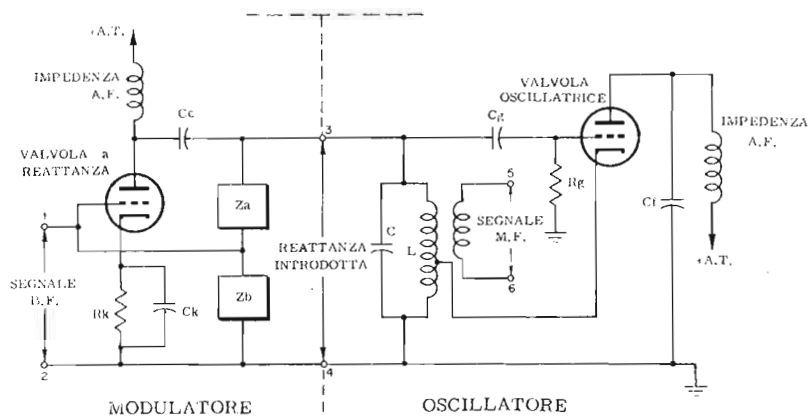 +A.T.
IMPEDENZA
A.F.
Cc
VALVOLA a
REATTANZA
1
SEGNALE
B.F.
2
Rk
Ck
Za
Zb
3
REATTANZA
INTRODOTTA
4
C
L
5
SEGNALE
M.F.
6
Cg
Rg
VALVOLA
OSCILLATRICE
Cf
IMPEDENZA
A.F.
+A.T.
MODULATORE
OSCILLATORE